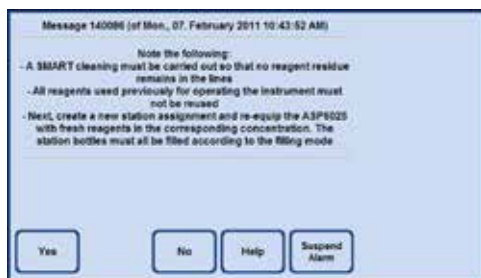 Message 140086 (of Mon., 07. February 2011 10:43:52 AM)
Note the following:
- A SMART cleaning must be carried out so that no reagent residue
remains in the lines
- All reagents used previously for operating the instrument must
not be reused
- Next, create a new station assignment and re-equip the ASP6025
with fresh reagents in the corresponding concentration. The
station bottles must all be filled according to the filling mode
Yes
No
Help
Suspend
Alarm